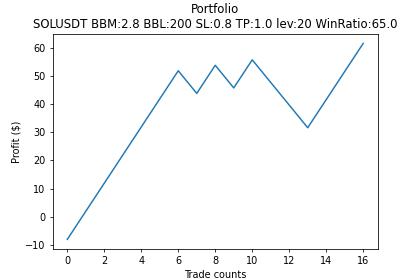 Portfolio
SOLUSDT BBM:2.8 BBL:200 SL:0.8 TP:1.0 lev:20 WinRatio:65.0
60
50
40
30
20
10
0
−10
0 2 4 6 8 10 12 14 16
Profit ($)
Trade counts